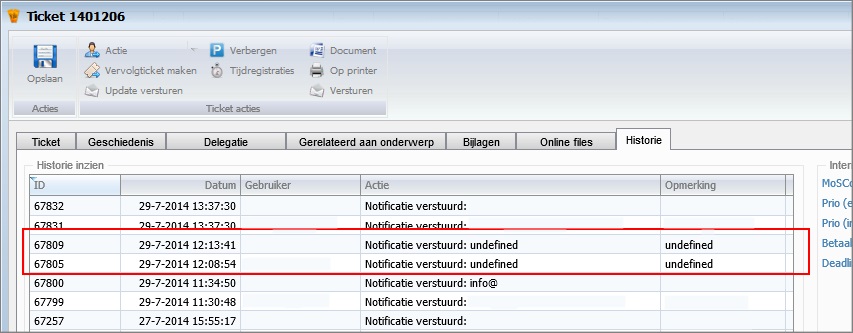 Ticket 1401206
Opslaan
Acties
Actie
Vervolgticket maken
Update versturen
Verbergen
Tijdregistraties
Document
Op printer
Versturen
Ticket acties
Ticket Geschiedenis Delegatie Gerelateerd aan onderwerp Bijlagen Online files Historie
Historie inzien
ID Datum Gebruiker Actie Opmerking
67832 29-7-2014 13:37:30 Notificatie verstuurd:
67831 29-7-2014 13:37:30 Notificatie verstuurd:
67809 29-7-2014 12:13:41 Notificatie verstuurd: undefined undefined
67805 29-7-2014 12:08:54 Notificatie verstuurd: undefined undefined
67800 29-7-2014 11:34:50 Notificatie verstuurd: info@
67799 29-7-2014 11:30:48 Notificatie verstuurd:
67257 27-7-2014 15:55:17 Notificatie verstuurd:
Inter
MoSCo
Prio (e
Prio (in
Betaal
Deadlin